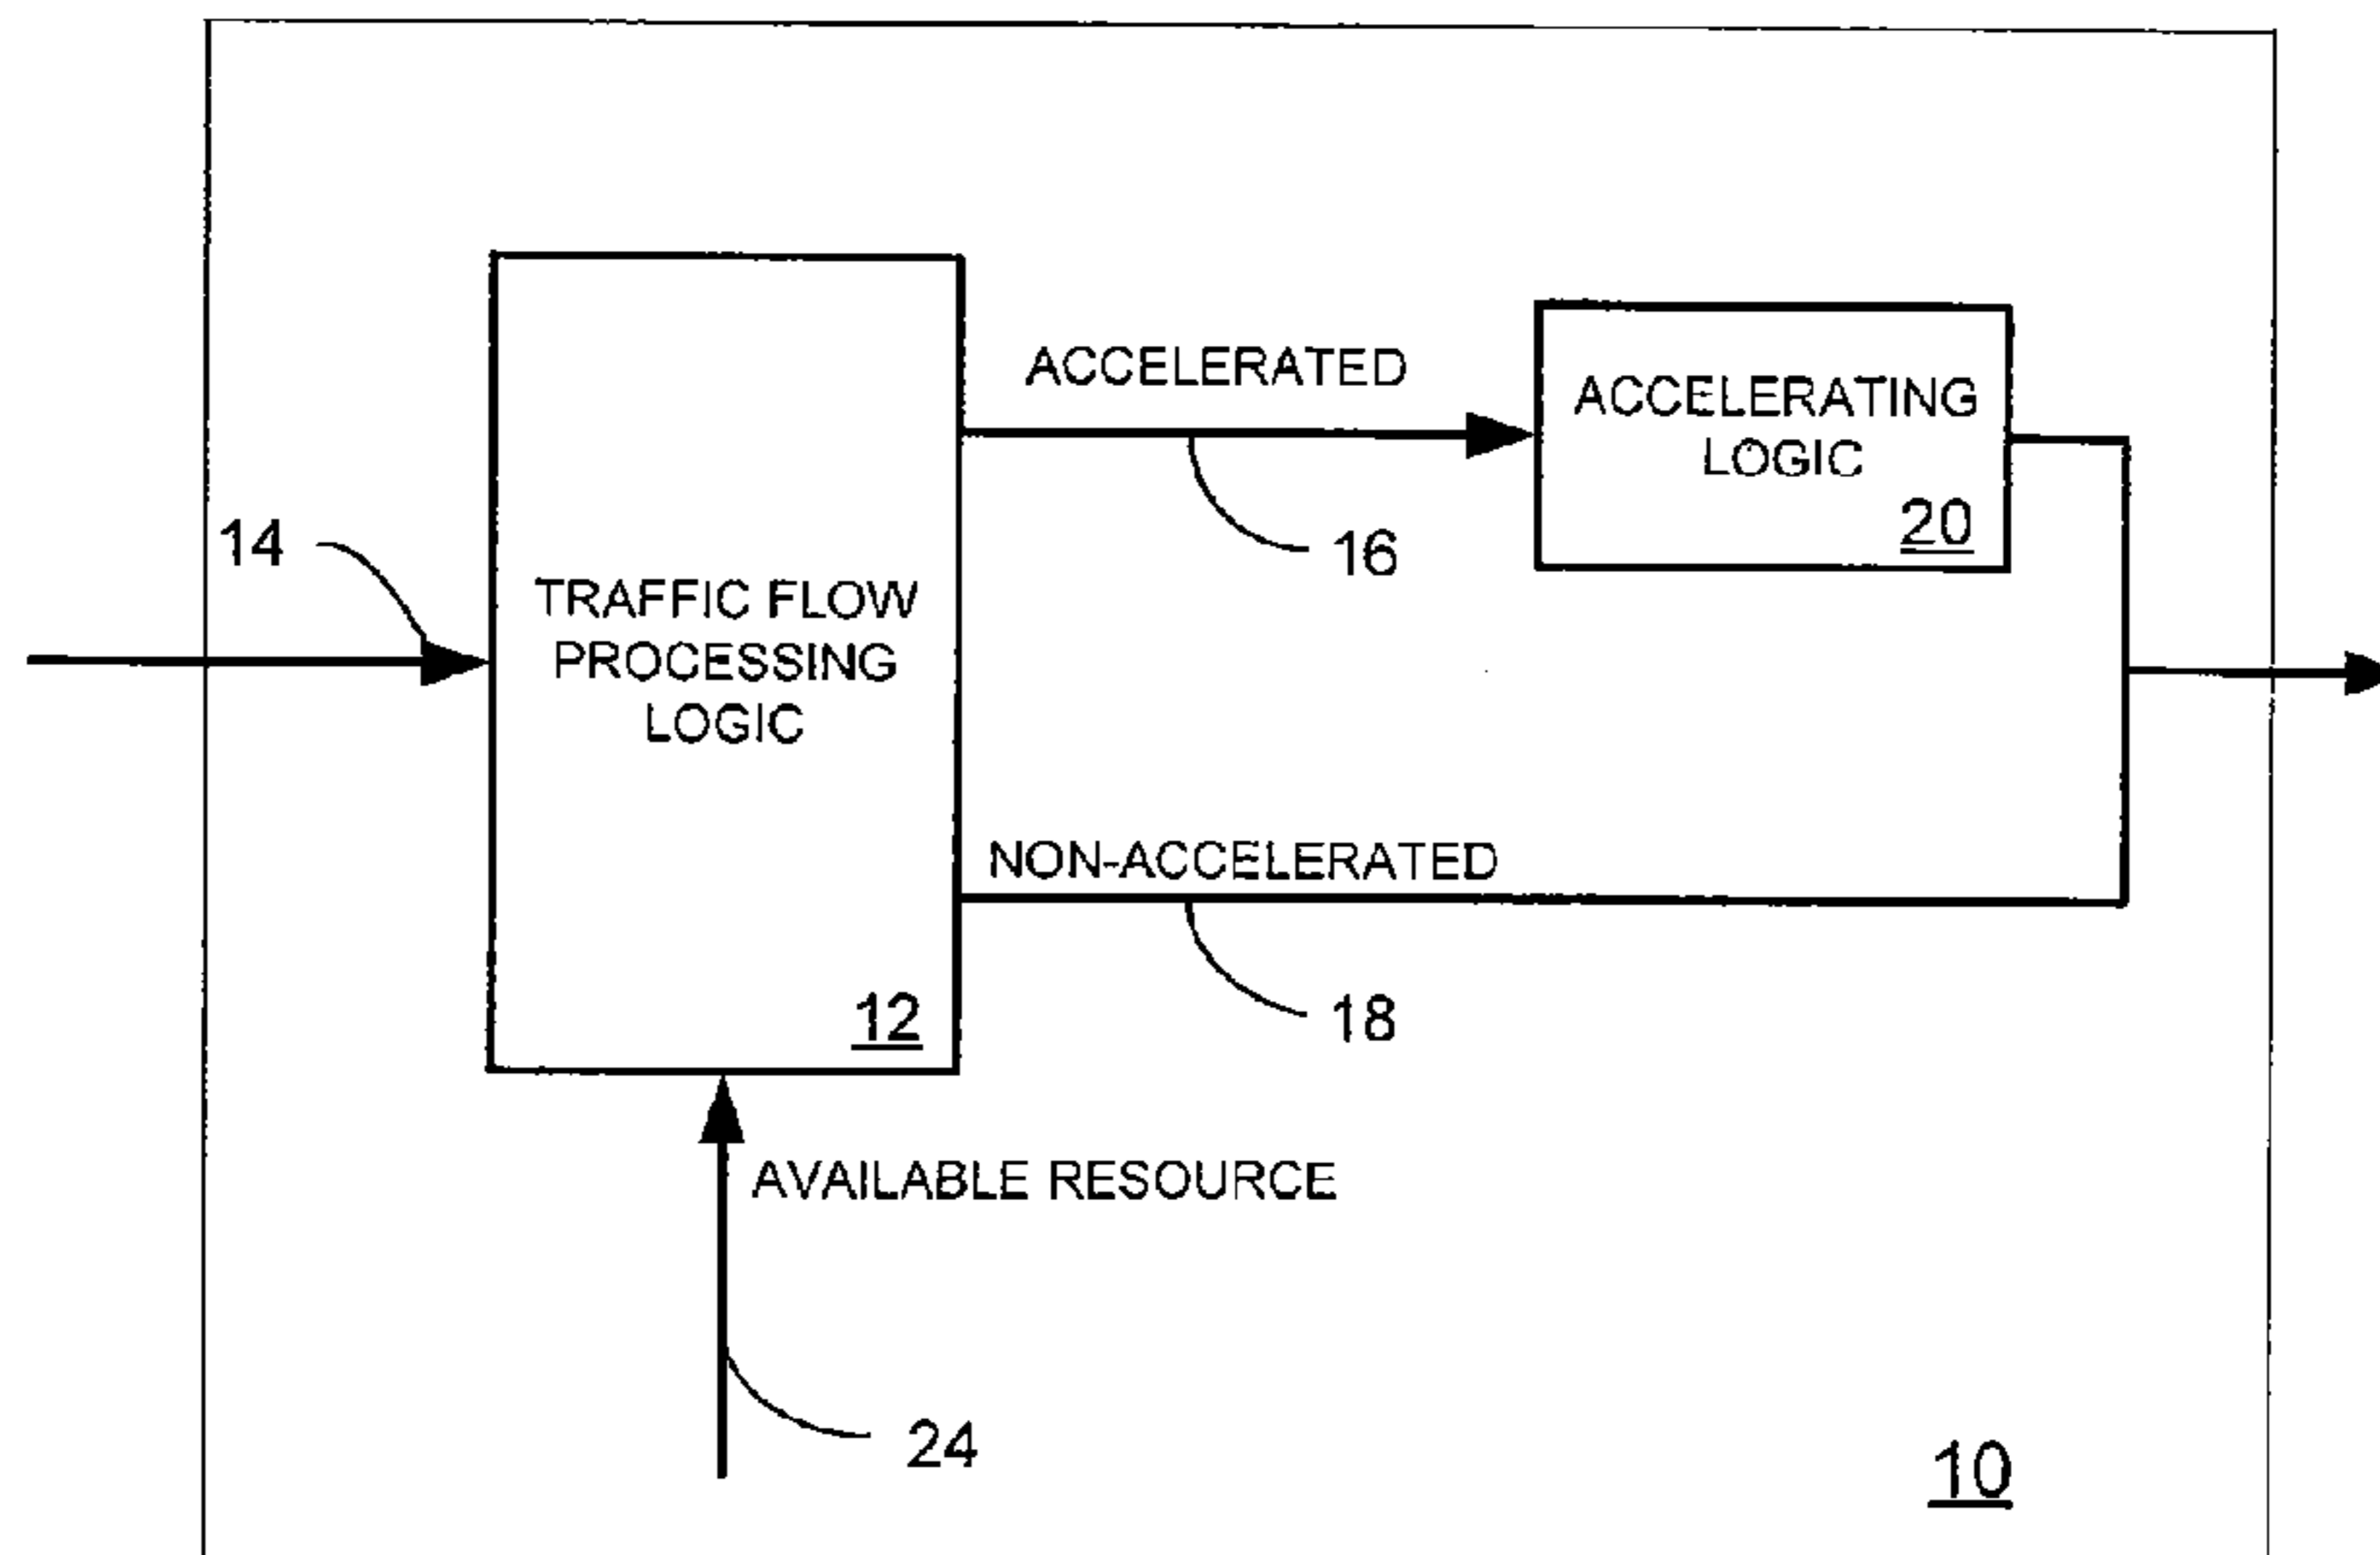 ACCELERATED
ACCELERATING
LOGIC
20
14
16
TRAFFIC FLOW
PROCESSING
LOGIC
NON-ACCELERATED
12
18
AVAILABLE RESOURCE
24
10